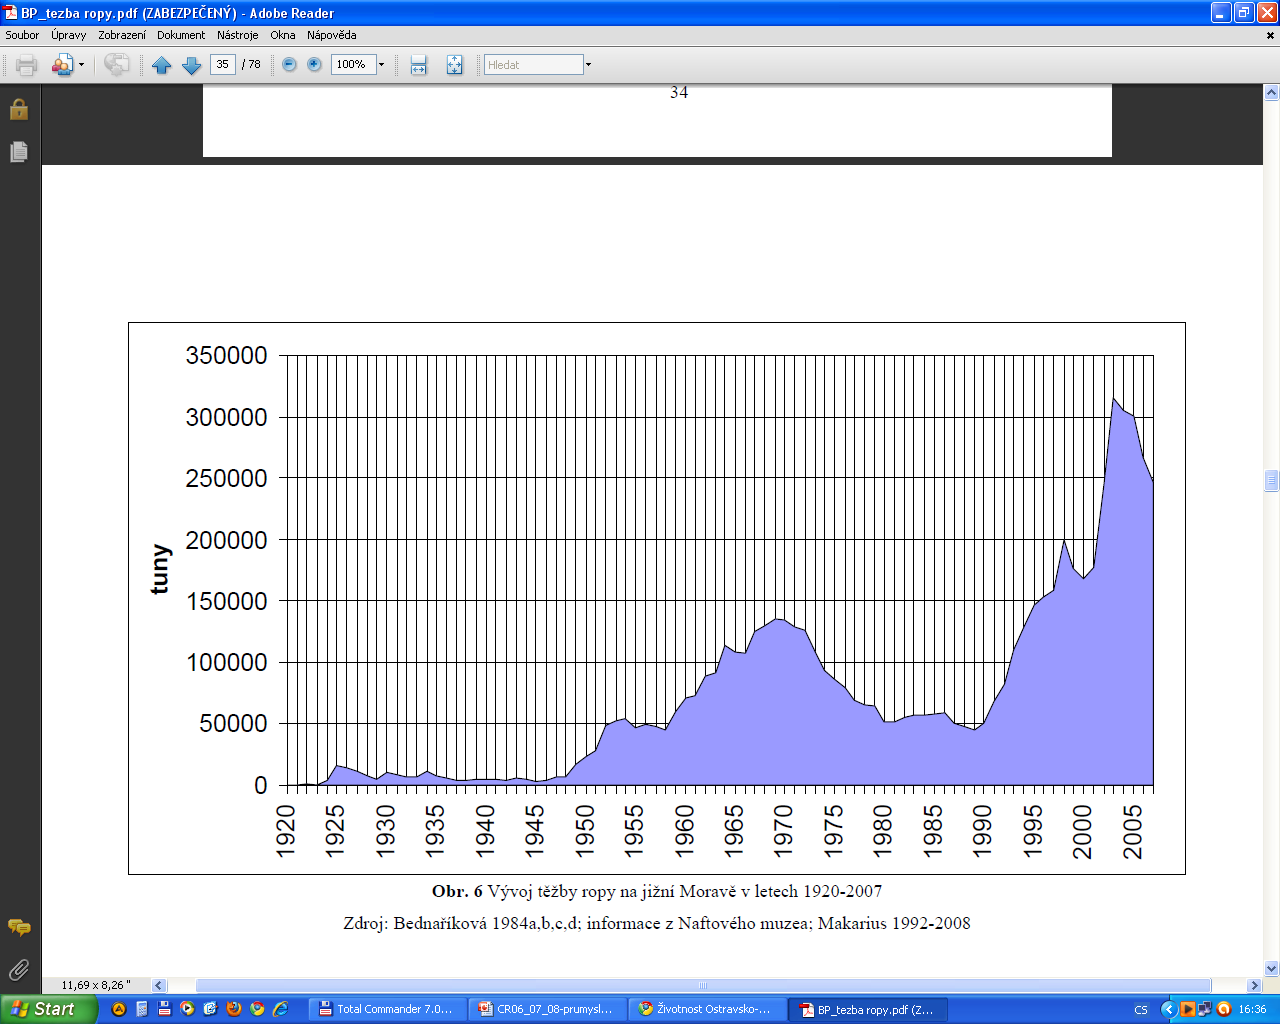 BP_tezba ropy.pdf (ZABEZPEČENÝ) - Adobe Reader
Soubor Úpravy Zobrazení Dokument Nástroje Okna Nápověda
35 / 78 100% Hledat
34
350000
300000
250000
200000
150000
100000
50000
0
tuny
1920 1925 1930 1935 1940 1945 1950 1955 1960 1965 1970 1975 1980 1985 1990 1995 2000 2005
Obr. 6 Vývoj těžby ropy na jižní Moravě v letech 1920-2007
Zdroj: Bednaříková 1984a,b,c,d; informace z Naftového muzea; Makarius 1992-2008
11,69 x 8,26 "
Start Total Commander 7.0... CR06_07_08-prumysl... Životnost Ostravsko-... BP_tezba ropy.pdf (Z... CS 16:36